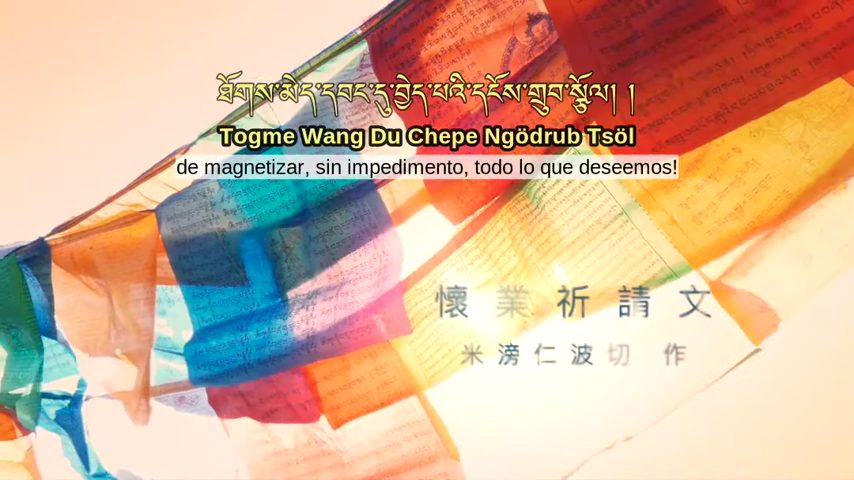 ཐོགས་མེད་དབང་དུ་བྱེད་པའི་དངོས་གྲུབ་སྩོལ། །
Togme Wang Du Chepe Ngödrub Tsöl
de magnetizar, sin impedimento, todo lo que deseemos!
懷業祈請文
米滂仁波切 作